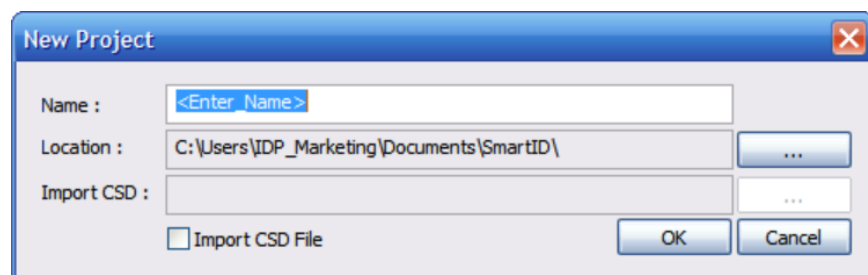 New Project
Name : <Enter_Name>
Location : C:\Users\IDP_Marketing\Documents\SmartID\ ...
Import CSD : ...
Import CSD File OK Cancel